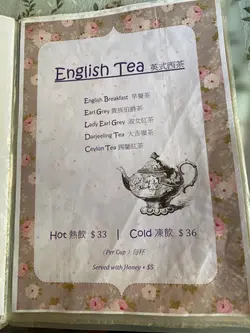 English Tea 英式西茶
English Breakfast 早餐茶
Earl Grey 貴族伯爵茶
Lady Earl Grey 淑女紅茶
Darjeeling Tea 大吉嶺茶
Ceylon Tea 錫蘭紅茶
Hot 熱飲 $33 | Cold 凍飲 $36
(Per Cup) 每杯
Served with Honey + $5